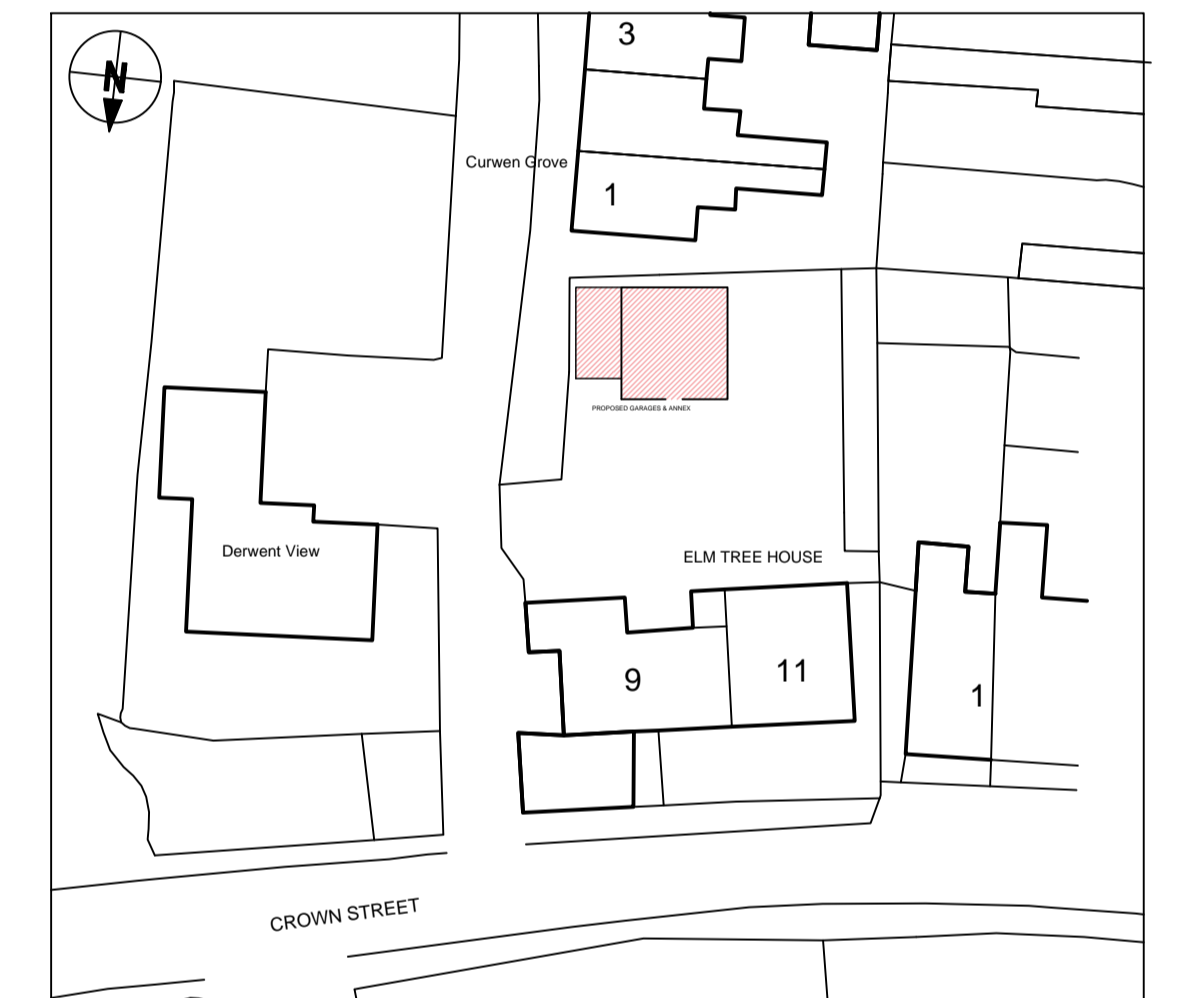 3
N
Curwen Grove
1
PROPOSED GARAGES & ANNEX
Derwent View
ELM TREE HOUSE
9
11
1
CROWN STREET